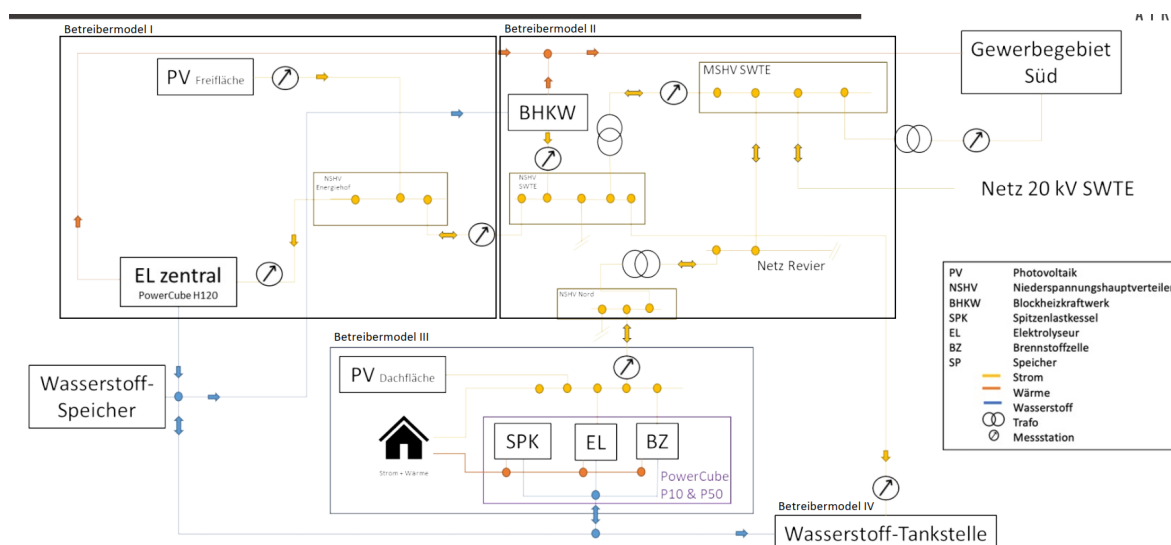 A I R
Betreibermodel I
Betreibermodel II
PV Freifläche
BHKW
MSHV SWTE
Gewerbegebiet
Süd
NSHV
Energiehof
NSHV
SWTE
Netz 20 kV SWTE
EL zentral
PowerCube H120
Netz Revier
NSHV Nord
PV Photovoltaik
NSHV Niederspannungshauptverteiler
BHKW Blockheizkraftwerk
SPK Spitzenlastkessel
EL Elektrolyseur
BZ Brennstoffzelle
SP Speicher
Strom
Wärme
Wasserstoff
Trafo
Messstation
Betreibermodel III
PV Dachfläche
Wasserstoff-
Speicher
SPK
EL
BZ
Strom + Wärme
PowerCube
P10 & P50
Betreibermodel IV
Wasserstoff-Tankstelle